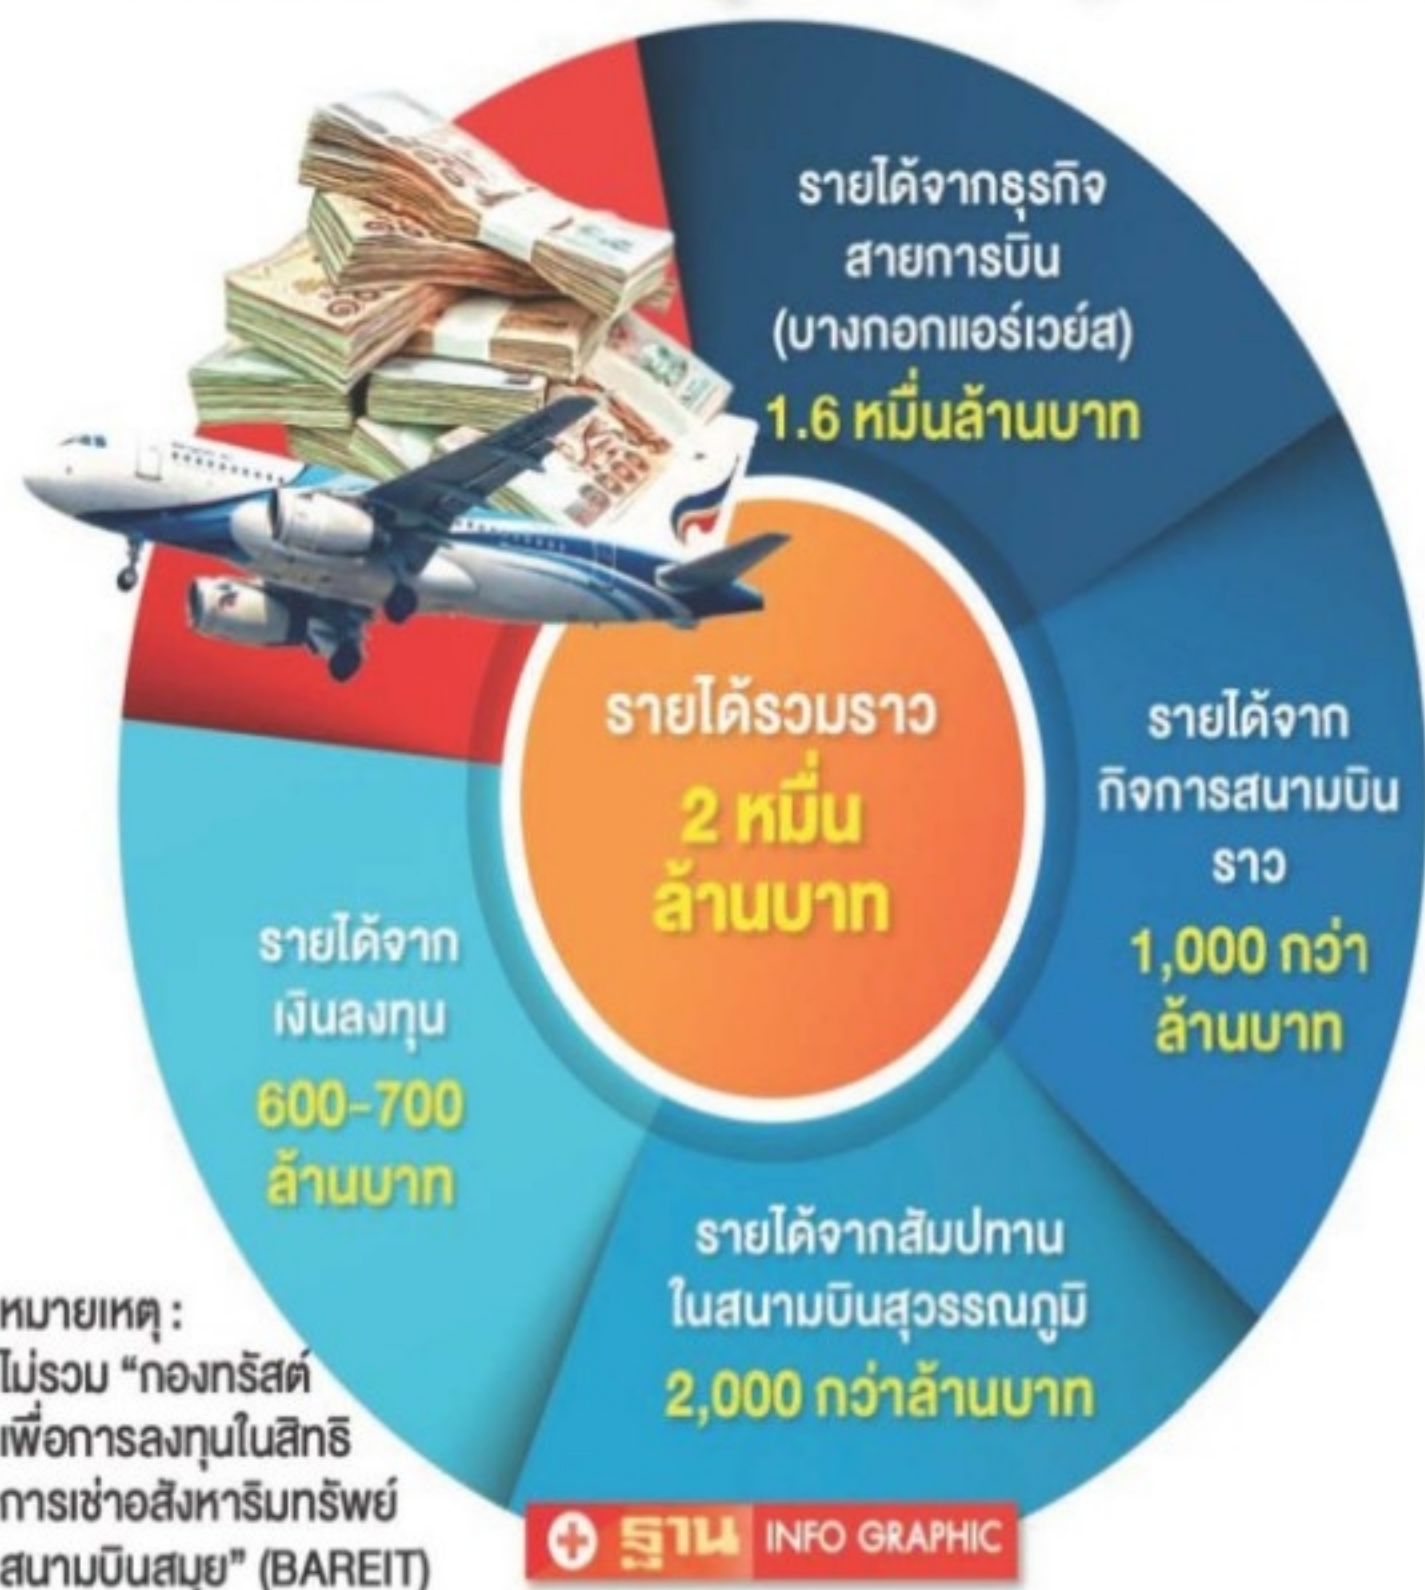 รายได้จากธุรกิจ
สายการบิน
(บางกอกแอร์เวย์ส)
1.6 หมื่นล้านบาท
รายได้จาก
กิจการสนามบิน
ราว
1,000 กว่า
ล้านบาท
รายได้รวมราว
2 หมื่น
ล้านบาท
รายได้จาก
เงินลงทุน
600-700
ล้านบาท
รายได้จากสัมปทาน
ในสนามบินสุวรรณภูมิ
2,000 กว่าล้านบาท
หมายเหตุ :
ไม่รวม “กองทรัสต์
เพื่อการลงทุนในสิทธิ
การเช่าอสังหาริมทรัพย์
สนามบินสมุย” (BAREIT)
ฐาน INFO GRAPHIC